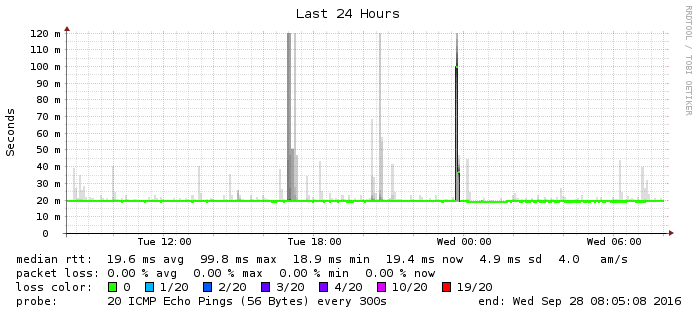 Last 24 Hours
RRDTOOL / TOBI OETIKER
Seconds
120 m
110 m
100 m
90 m
80 m
70 m
60 m
50 m
40 m
30 m
20 m
10 m
0
Tue 12:00 Tue 18:00 Wed 00:00 Wed 06:00
median rtt: 19.6 ms avg 99.8 ms max 18.9 ms min 19.4 ms now 4.9 ms sd 4.0 am/s
packet loss: 0.00 % avg 0.00 % max 0.00 % min 0.00 % now
loss color: 0 1/20 2/20 3/20 4/20 10/20 19/20
probe: 20 ICMP Echo Pings (56 Bytes) every 300s end: Wed Sep 28 08:05:08 2016